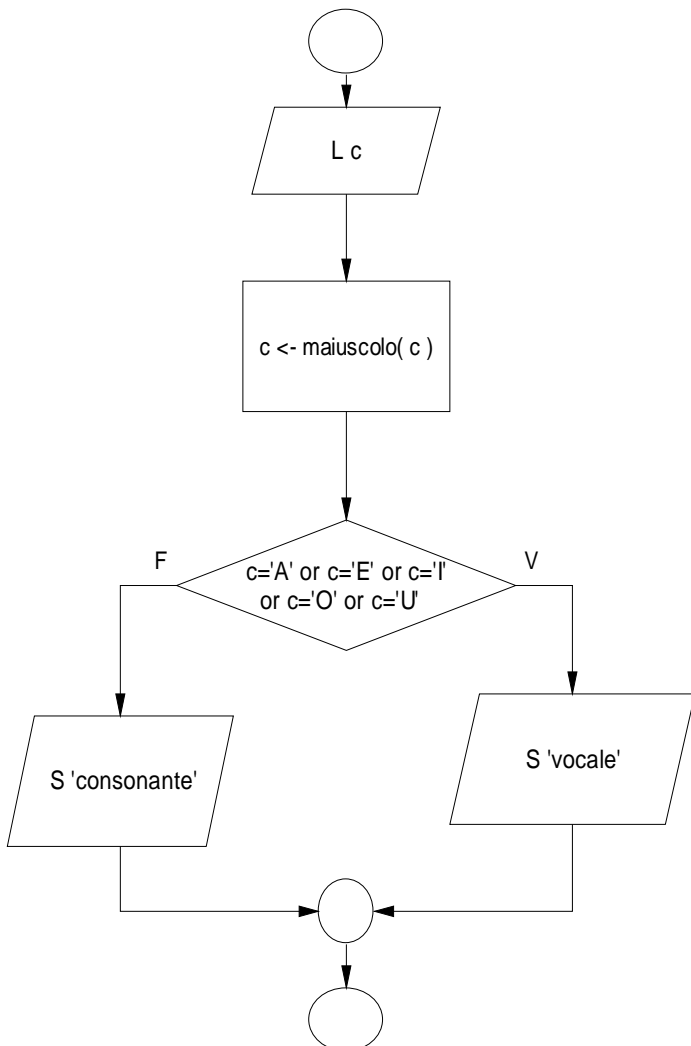 L c
c <- maiuscolo( c )
F
V
c='A' or c='E' or c='I'
or c='O' or c='U'
S 'consonante'
S 'vocale'